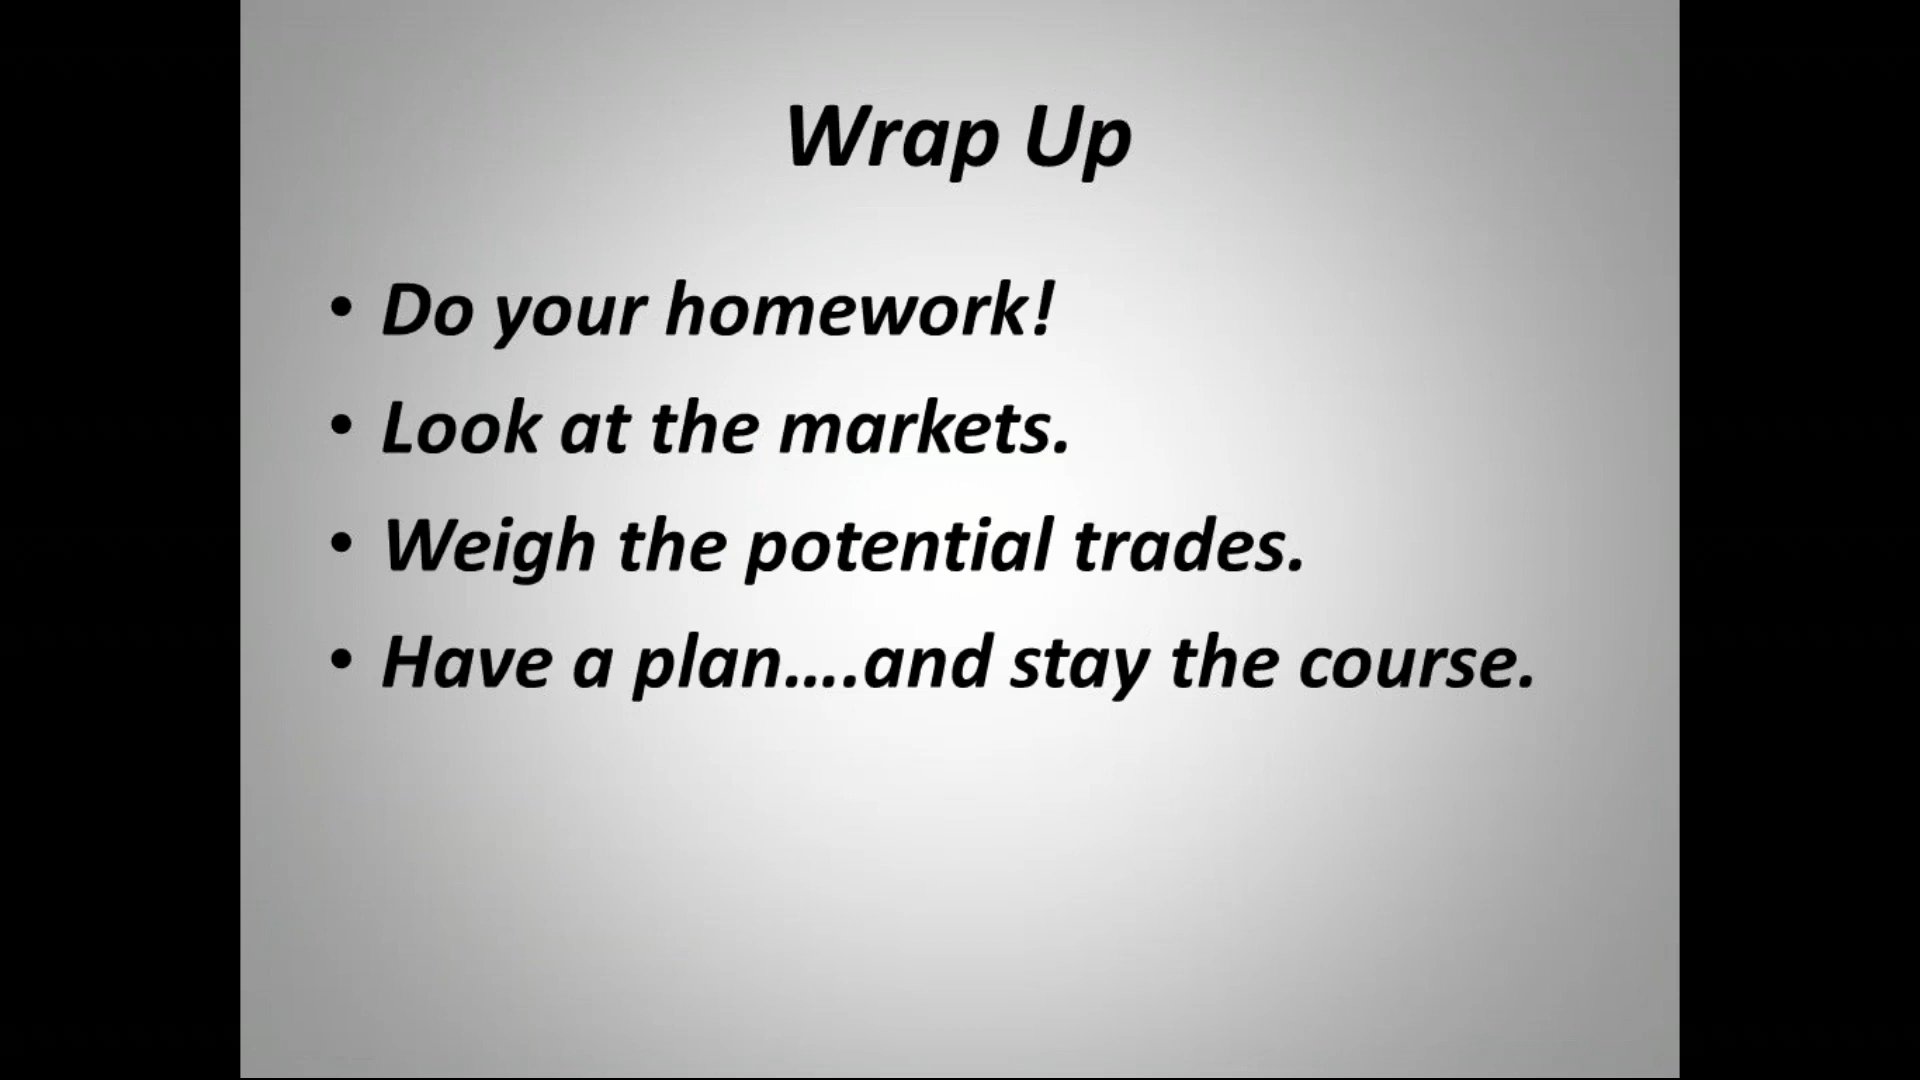 Wrap Up
• Do your homework!
• Look at the markets.
• Weigh the potential trades.
• Have a plan….and stay the course.